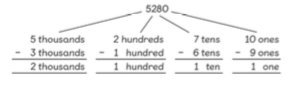 5280
5 thousands 2 hundreds 7 tens 10 ones
- 3 thousands - 1 hundred - 6 tens - 9 ones
2 thousands 1 hundred 1 ten 1 one